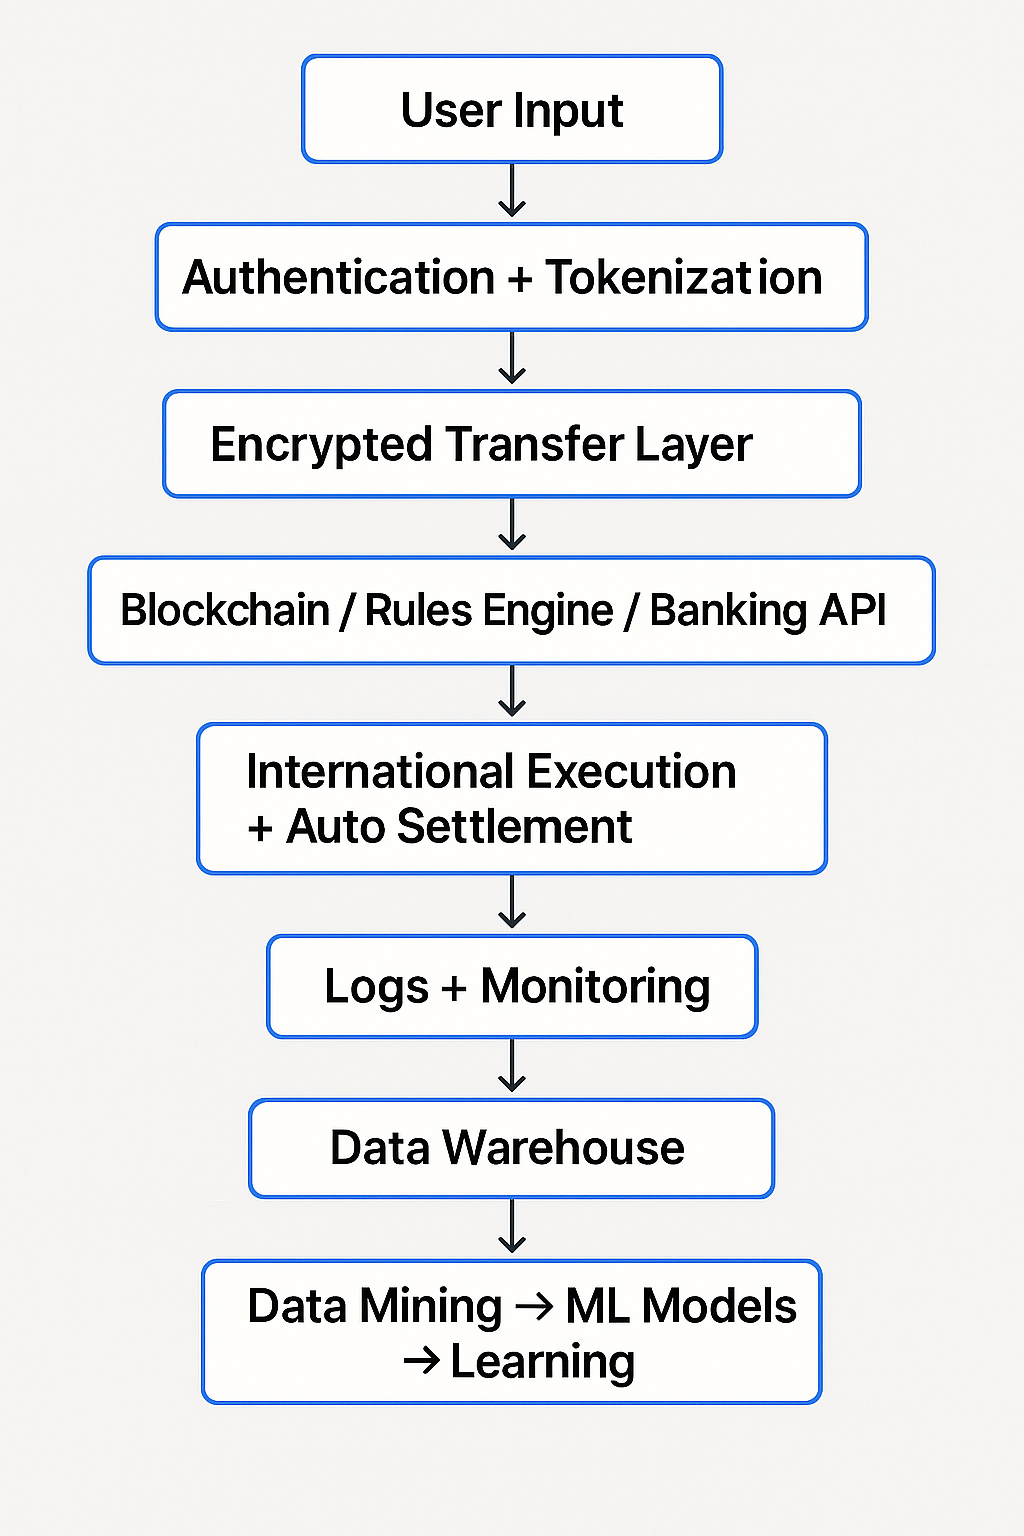 User Input
Authentication + Tokenization
Encrypted Transfer Layer
Blockchain / Rules Engine / Banking API
International Execution
+ Auto Settlement
Logs + Monitoring
Data Warehouse
Data Mining → ML Models
→ Learning